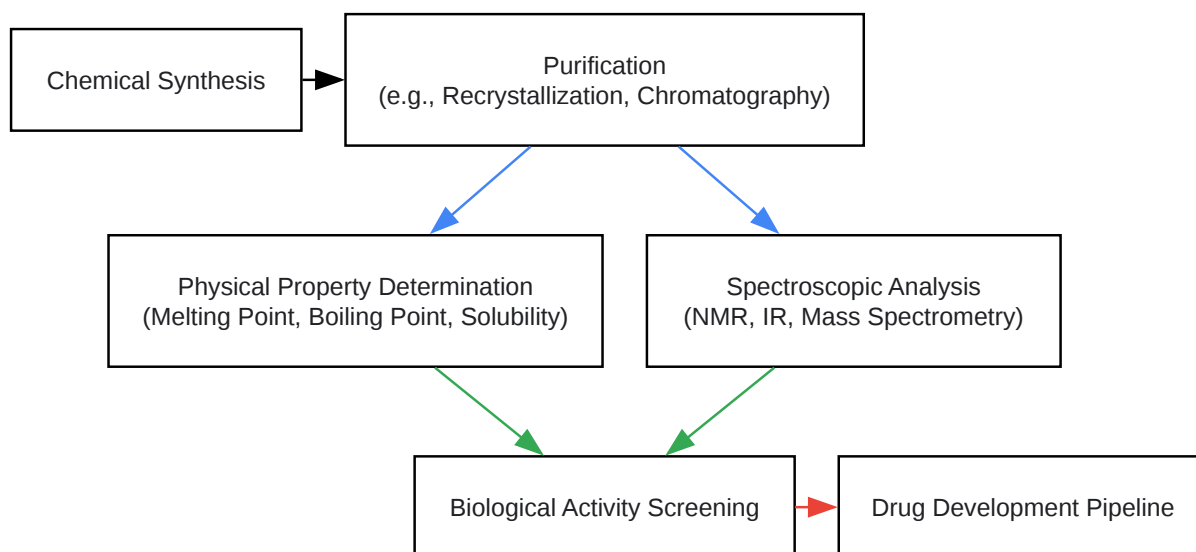 Chemical Synthesis
Purification
(e.g., Recrystallization, Chromatography)
Physical Property Determination
(Melting Point, Boiling Point, Solubility)
Spectroscopic Analysis
(NMR, IR, Mass Spectrometry)
Biological Activity Screening
Drug Development Pipeline